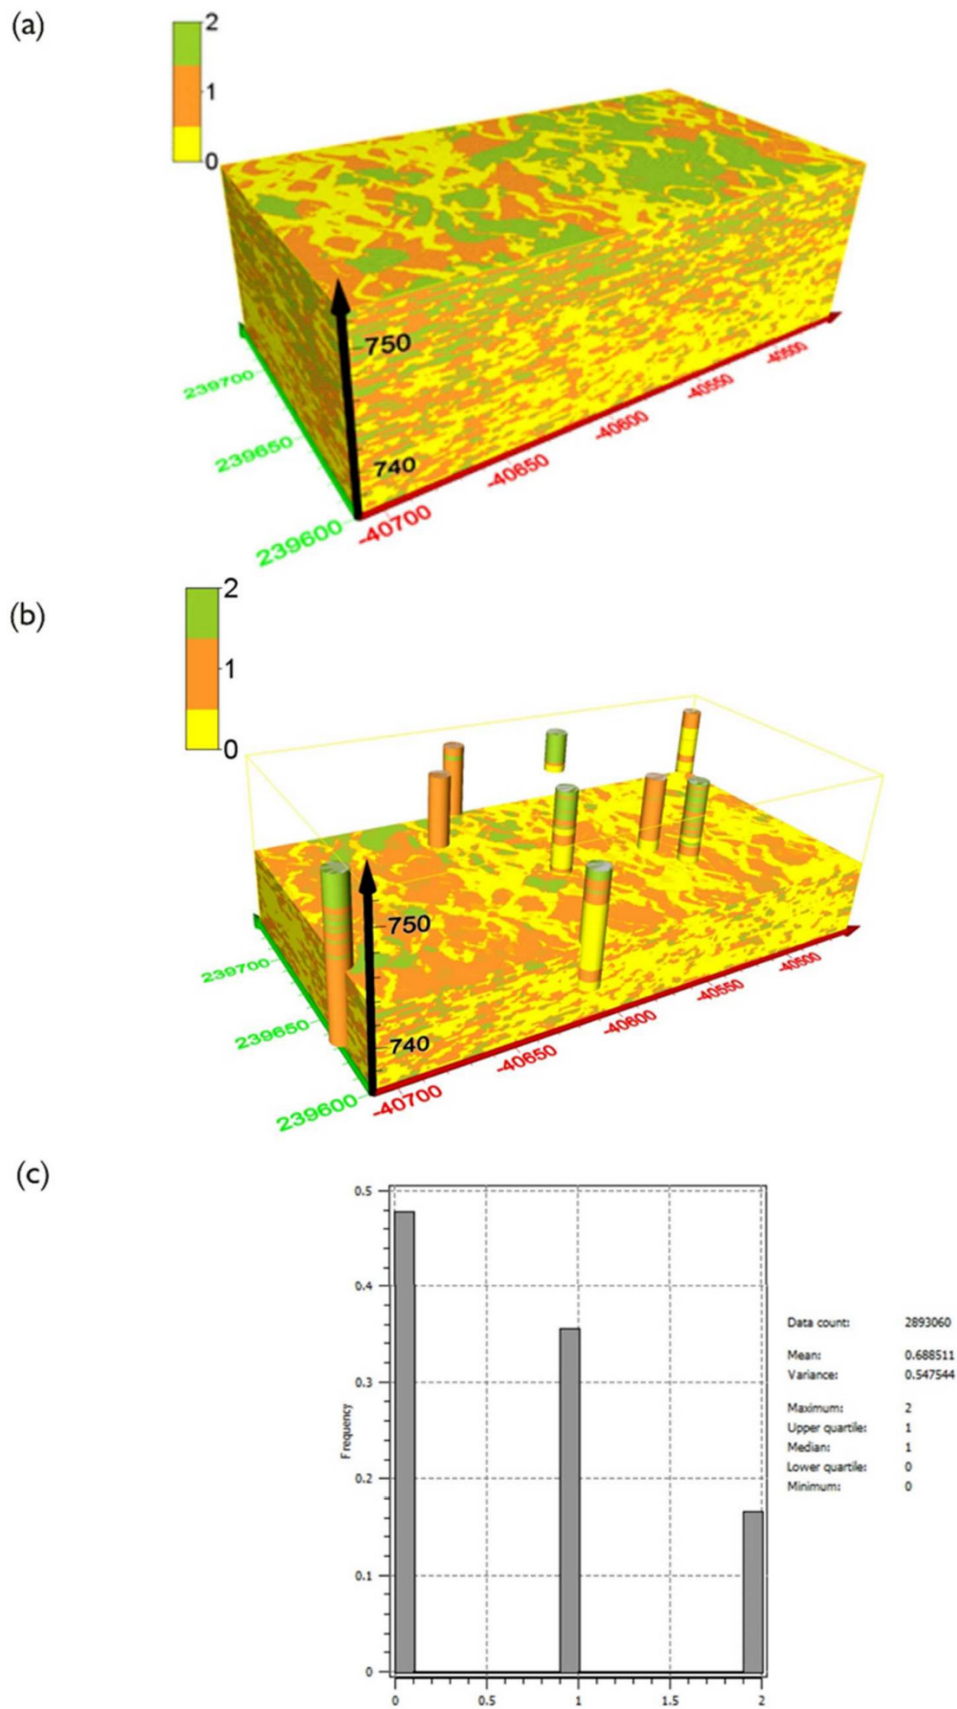 (a)
2
1
0
750
740
239700
239650
239600
-40700
-40650
-40600
-40550
-40500
(b)
2
1
0
750
740
239700
239650
239600
-40700
-40650
-40600
-40550
-40500
(c)
0.5
0.4
0.3
0.2
0.1
0
Frequency
0 0.5 1 1.5 2
Data count: 2893060
Mean: 0.688511
Variance: 0.547544
Maximum: 2
Upper quartile: 1
Median: 1
Lower quartile: 0
Minimum: 0